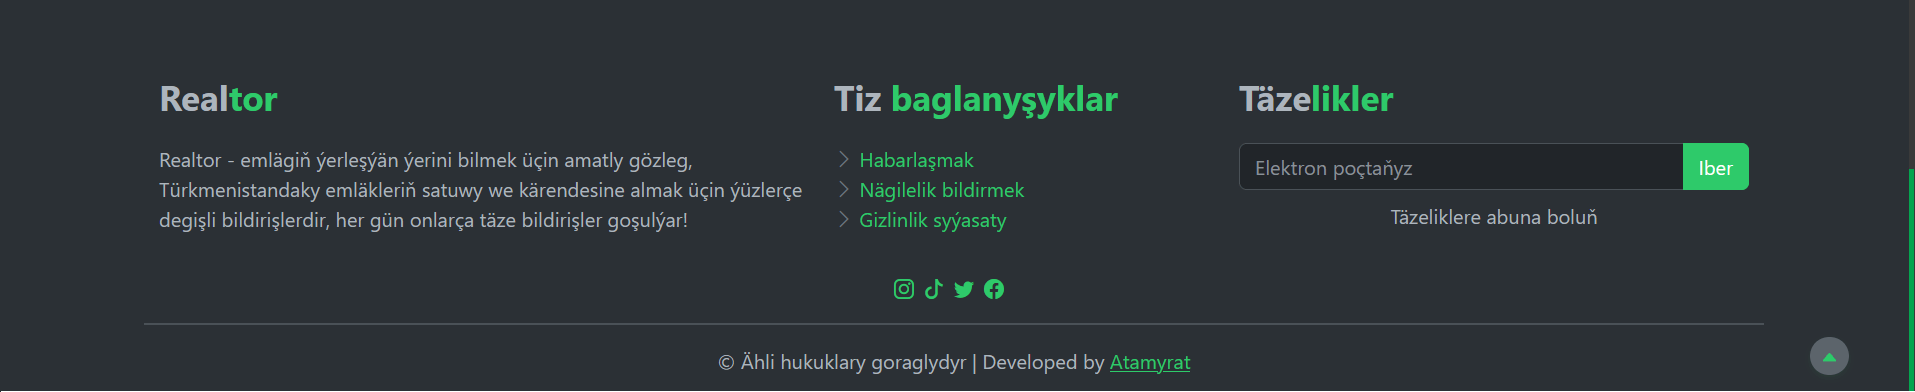 Realtor
Realtor - emlägiň ýerleşýän ýerini bilmek üçin amatly gözleg,
Türkmenistandaky emläkleriň satuwy we kärendesine almak üçin ýüzlerçe
degişli bildirişlerdir, her gün onlarça täze bildirişler goşulýar!
Tiz baglanyşyklar
Habarlaşmak
Nägilelik bildirmek
Gizlinlik syýasaty
Täzelikler
Elektron poçtaňyz
Iber
Täzeliklere abuna boluň
© Ähli hukuklary goraglydyr | Developed by Atamyrat